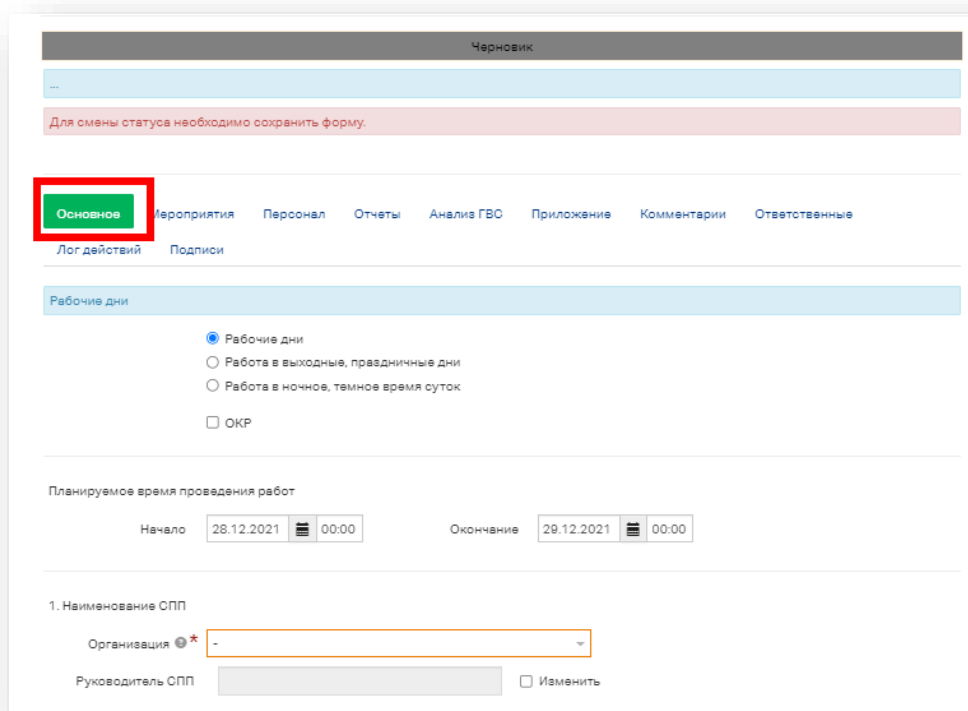 Черновик
...
Для смены статуса необходимо сохранить форму.
Основное Мероприятия Персонал Отчеты Анализ ГВС Приложение Комментарии Ответственные
Лог действий Подписи
Рабочие дни
Рабочие дни
Работа в выходные, праздничные дни
Работа в ночное, темное время суток
ОКР
Планируемое время проведения работ
Начало 28.12.2021 00:00 Окончание 29.12.2021 00:00
1. Наименование СПП
Организация ? * -
Руководитель СПП Изменить